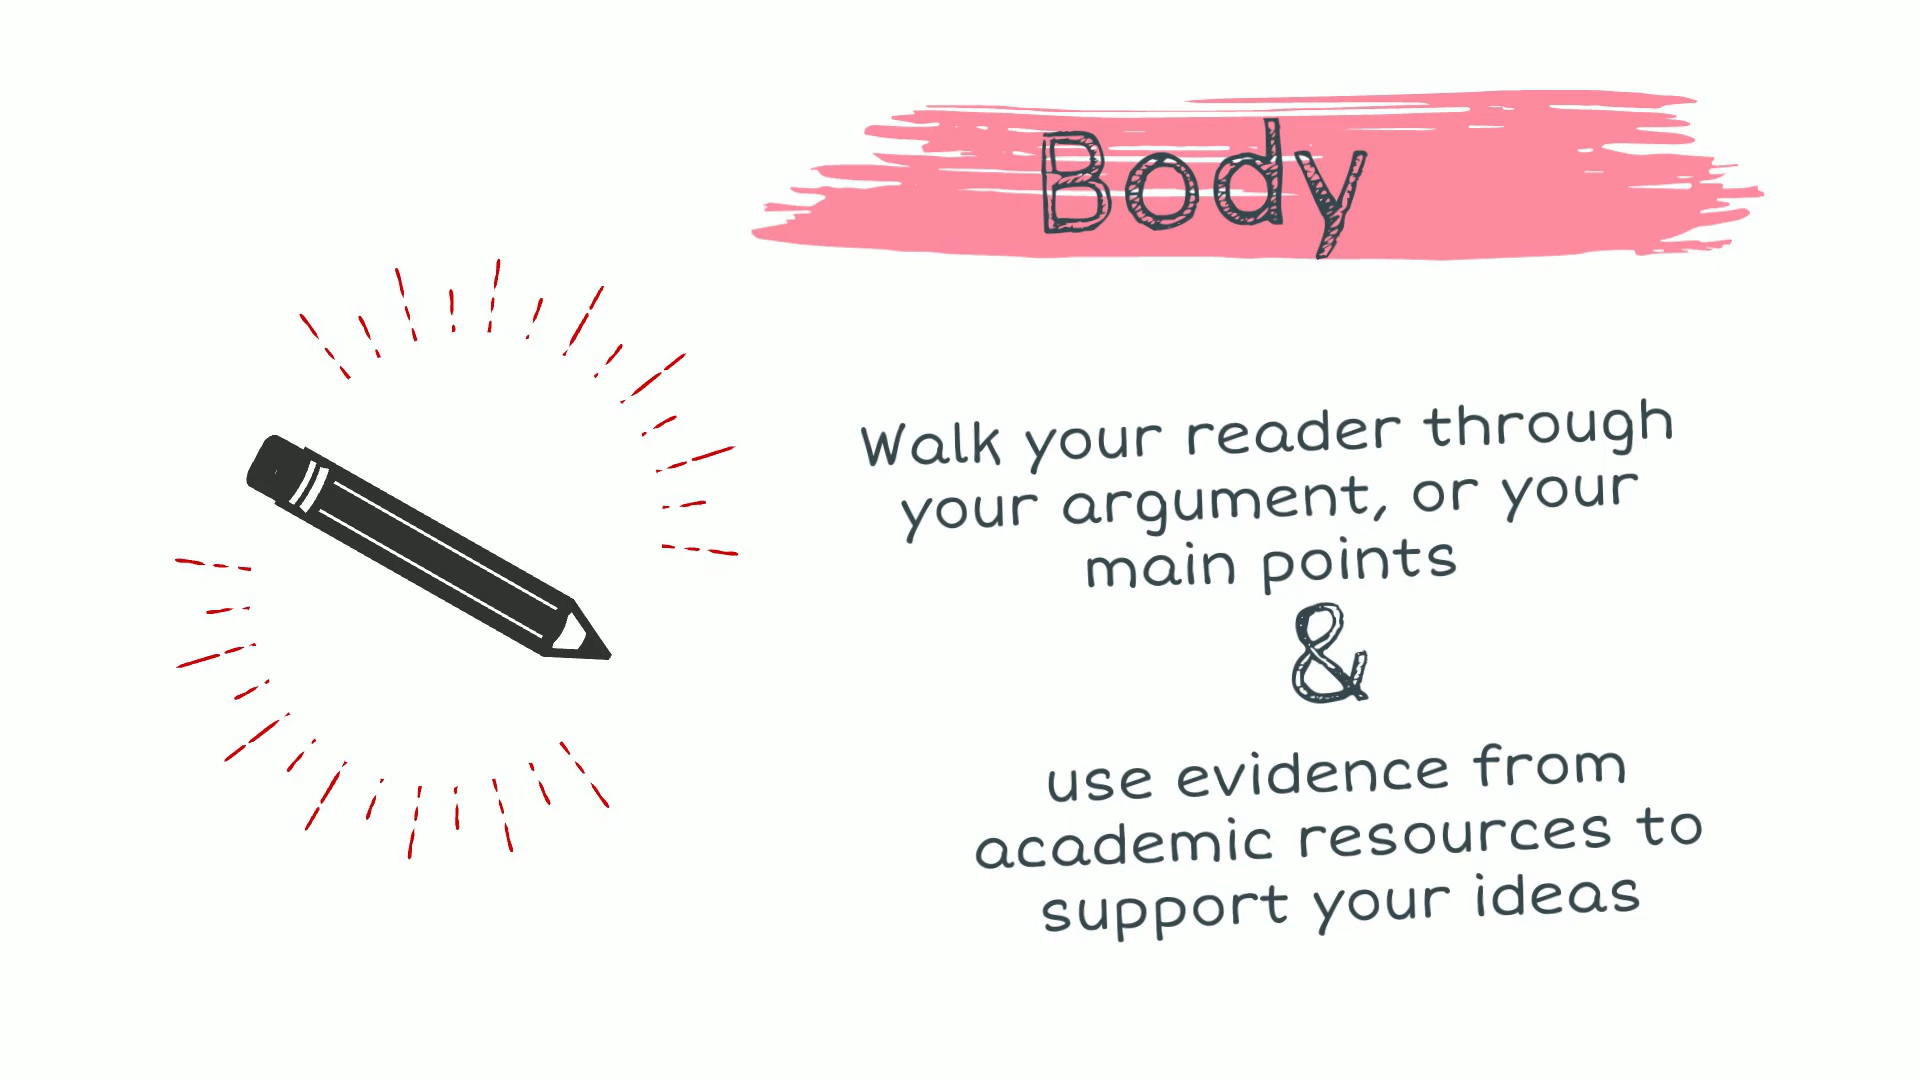 Body
Walk your reader through
your argument, or your
main points
&
use evidence from
academic resources to
support your ideas